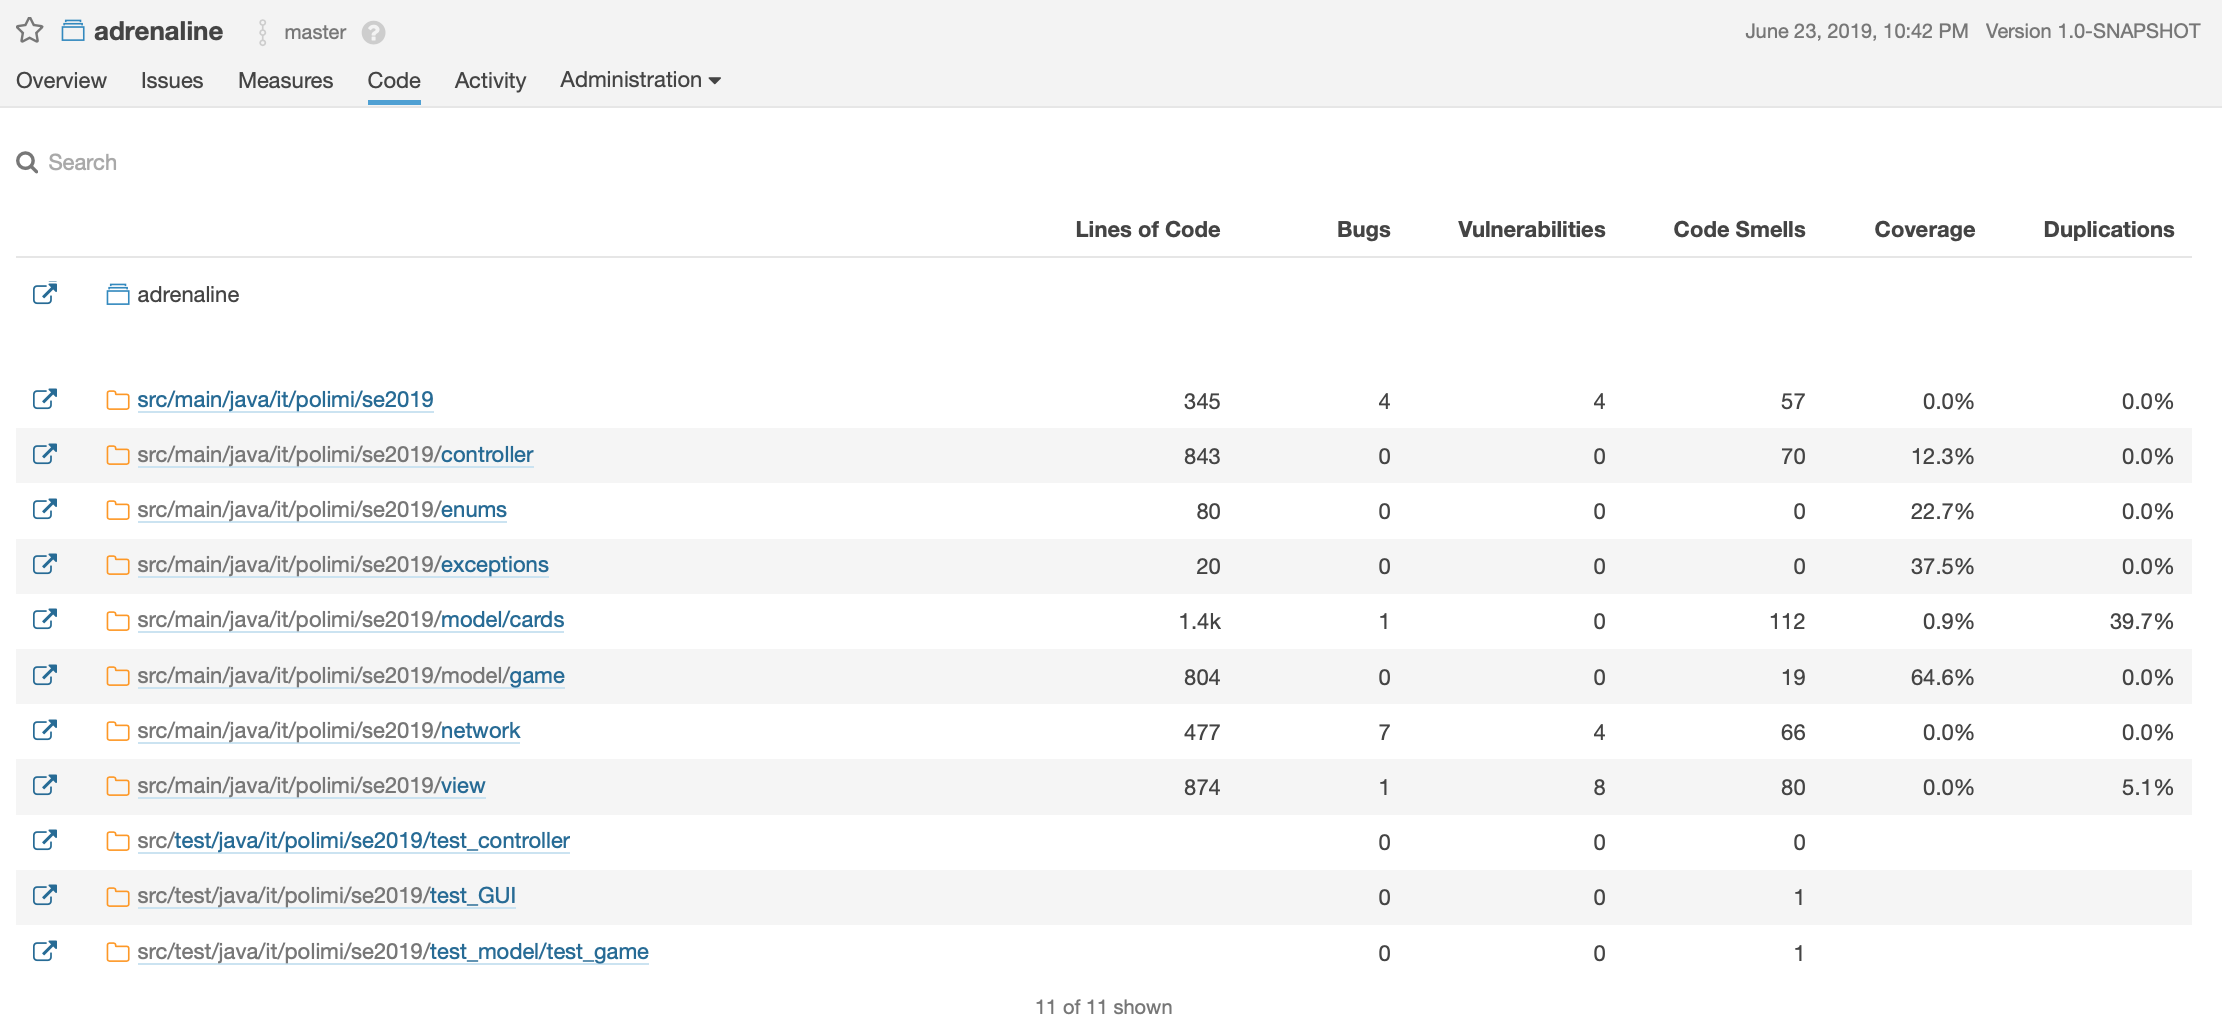 adrenaline master ? June 23, 2019, 10:42 PM Version 1.0-SNAPSHOT
Overview Issues Measures Code Activity Administration
Search
Lines of Code Bugs Vulnerabilities Code Smells Coverage Duplications
adrenaline
src/main/java/it/polimi/se2019 345 4 4 57 0.0% 0.0%
src/main/java/it/polimi/se2019/controller 843 0 0 70 12.3% 0.0%
src/main/java/it/polimi/se2019/enums 80 0 0 0 22.7% 0.0%
src/main/java/it/polimi/se2019/exceptions 20 0 0 0 37.5% 0.0%
src/main/java/it/polimi/se2019/model/cards 1.4k 1 0 112 0.9% 39.7%
src/main/java/it/polimi/se2019/model/game 804 0 0 19 64.6% 0.0%
src/main/java/it/polimi/se2019/network 477 7 4 66 0.0% 0.0%
src/main/java/it/polimi/se2019/view 874 1 8 80 0.0% 5.1%
src/test/java/it/polimi/se2019/test_controller 0 0 0
src/test/java/it/polimi/se2019/test_GUI 0 0 1
src/test/java/it/polimi/se2019/test_model/test_game 0 0 1
11 of 11 shown